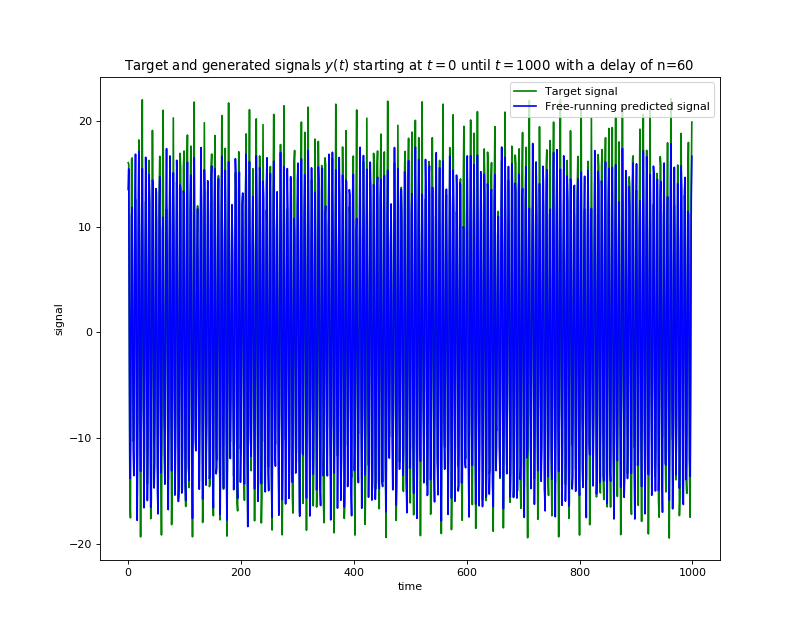 Target and generated signals y(t) starting at t = 0 until t = 1000 with a delay of n=60
Target signal
Free-running predicted signal
20
10
0
−10
−20
signal
0
200
400
600
800
1000
time